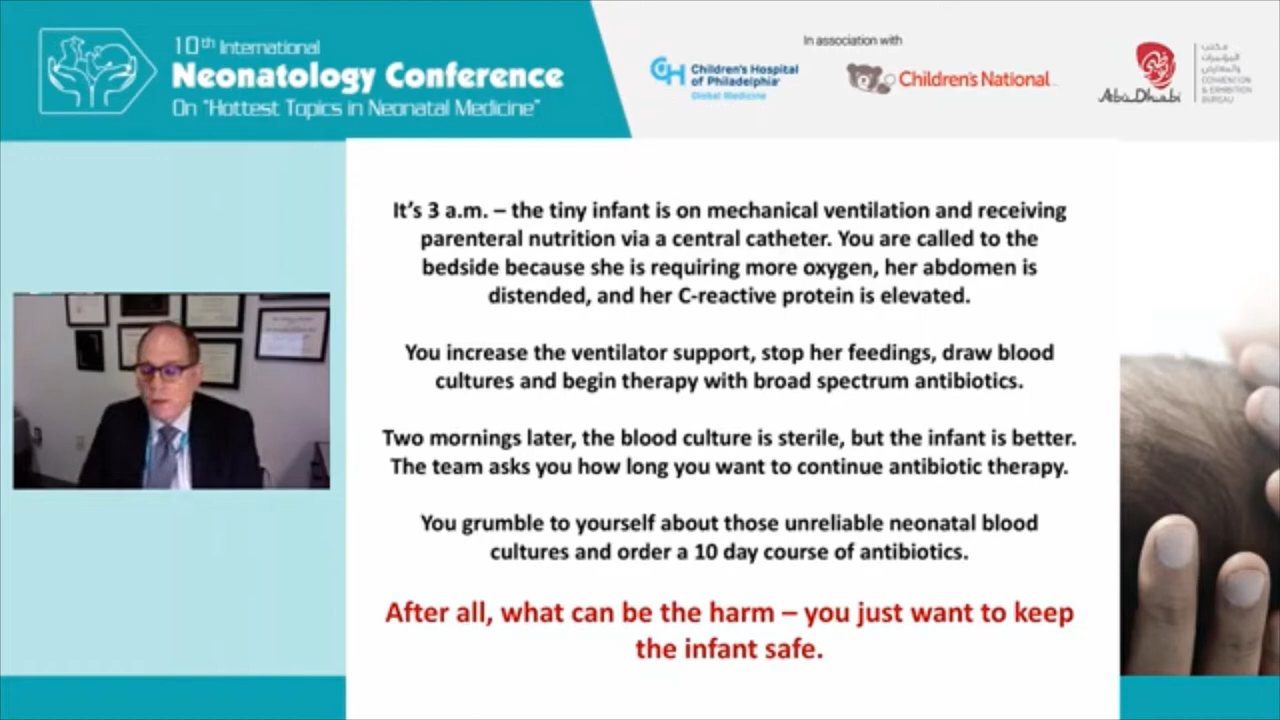 10th International
Neonatology Conference
On "Hottest Topics in Neonatal Medicine"
In association with
CH Children's Hospital
of Philadelphia
Global Medicine
Children's National
Abu Dhabi
مكتب
المؤتمرات
والمعارض
CONVENTION
& EXHIBITION
BUREAU
It's 3 a.m. – the tiny infant is on mechanical ventilation and receiving
parenteral nutrition via a central catheter. You are called to the
bedside because she is requiring more oxygen, her abdomen is
distended, and her C-reactive protein is elevated.
You increase the ventilator support, stop her feedings, draw blood
cultures and begin therapy with broad spectrum antibiotics.
Two mornings later, the blood culture is sterile, but the infant is better.
The team asks you how long you want to continue antibiotic therapy.
You grumble to yourself about those unreliable neonatal blood
cultures and order a 10 day course of antibiotics.
After all, what can be the harm – you just want to keep
the infant safe.